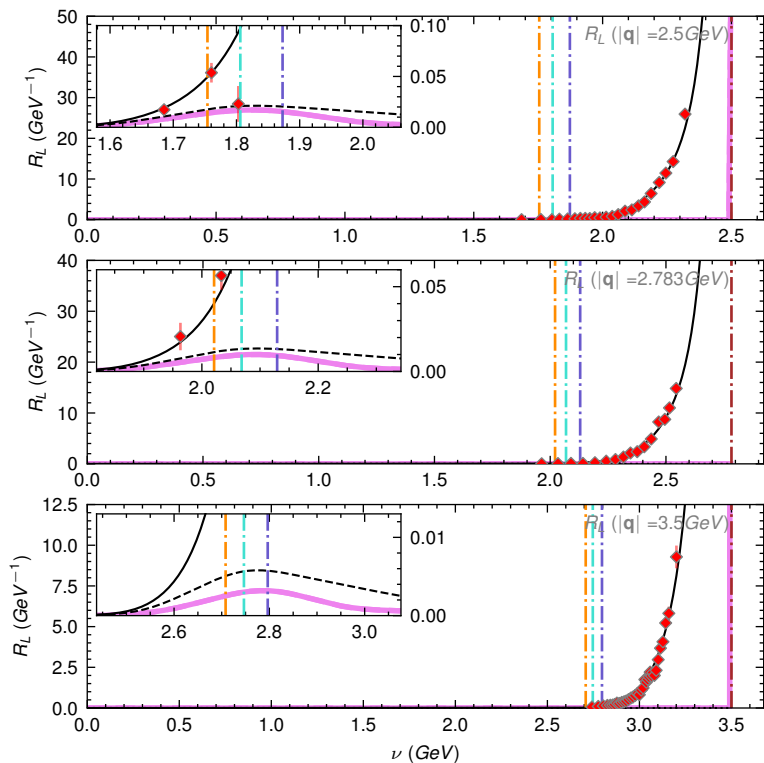 50
40
30
20
10
0
R_L (GeV⁻¹)
R_L (|q| =2.5GeV)
0.10
0.05
0.00
1.6 1.7 1.8 1.9 2.0
0.0 0.5 1.0 1.5 2.0 2.5
40
30
20
10
0
R_L (GeV⁻¹)
R_L (|q| =2.783GeV)
0.05
0.00
2.0 2.2
0.0 0.5 1.0 1.5 2.0 2.5
12.5
10.0
7.5
5.0
2.5
0.0
R_L (GeV⁻¹)
R_L (|q| =3.5GeV)
0.01
0.00
2.6 2.8 3.0
0.0 0.5 1.0 1.5 2.0 2.5 3.0 3.5
ν (GeV)